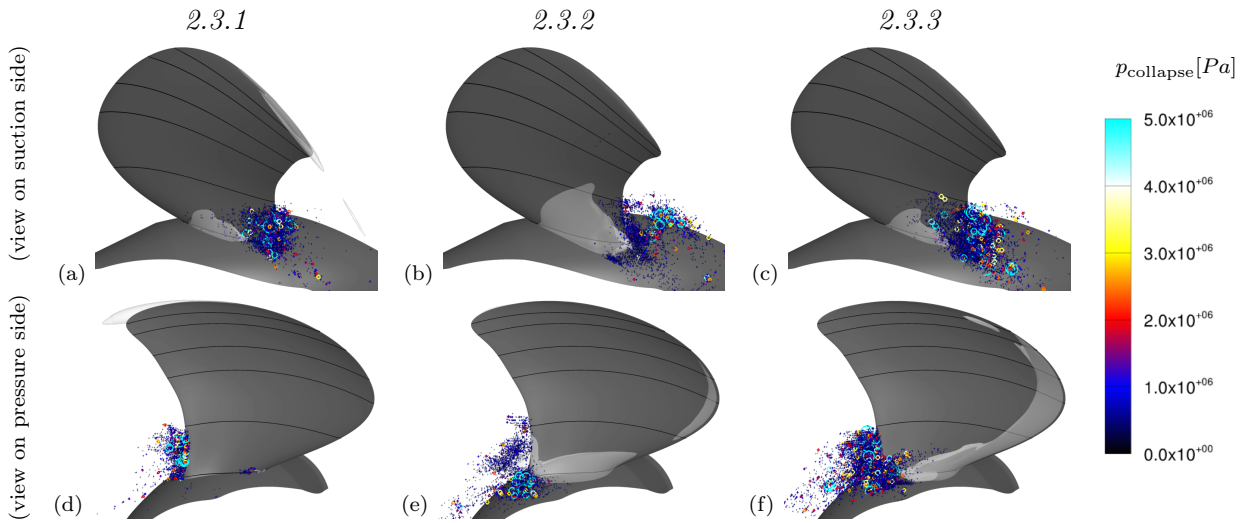 2.3.1 2.3.2 2.3.3
(view on suction side)
p_collapse[Pa]
5.0x10^+06
4.0x10^+06
3.0x10^+06
2.0x10^+06
1.0x10^+06
0.0x10^+00
(a) (b) (c)
(view on pressure side)
(d) (e) (f)